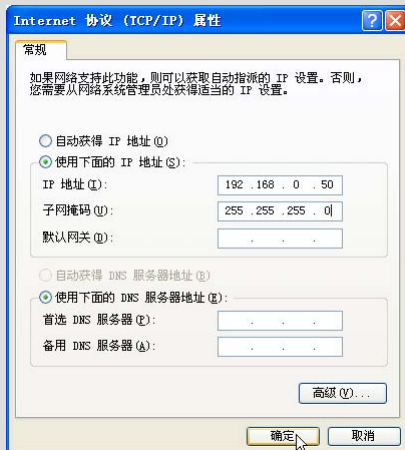 Internet 协议 (TCP/IP) 属性
常规
如果网络支持此功能，则可以获取自动指派的 IP 设置。否则，
您需要从网络系统管理员处获得适当的 IP 设置。
自动获得 IP 地址(O)
使用下面的 IP 地址(S):
IP 地址(I): 192 .168 . 0 . 50
子网掩码(U): 255 .255 .255 . 0
默认网关(D): . . .
自动获得 DNS 服务器地址(B)
使用下面的 DNS 服务器地址(E):
首选 DNS 服务器(P): . . .
备用 DNS 服务器(A): . . .
高级(V)...
确定 取消